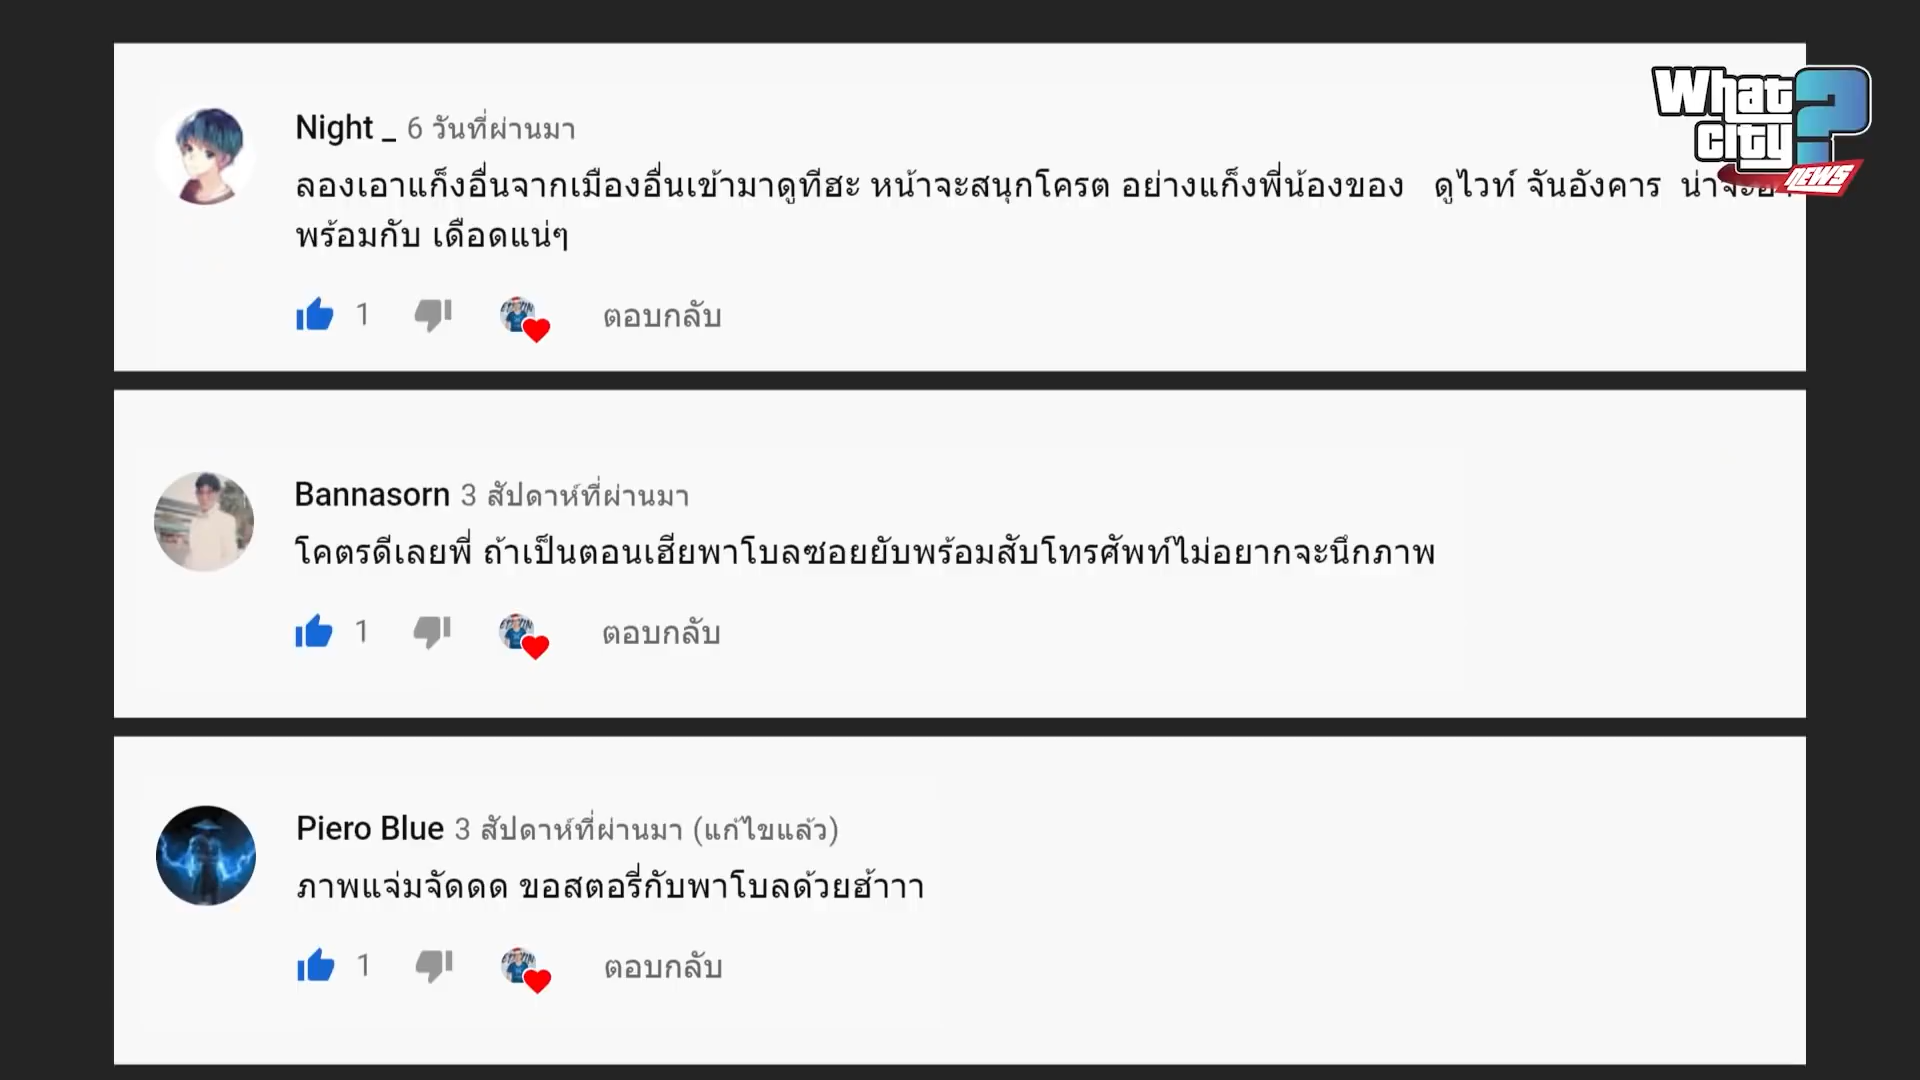 What
city
NEWS
Night _ 6 วันที่ผ่านมา
ลองเอาแก็งอื่นจากเมืองอื่นเข้ามาดูทีฮะ หน้าจะสนุกโครต อย่างแก็งพี่น้องของ ดูไวท์ จันอังคาร
พร้อมกับ เดือดแน่ๆ
1 ตอบกลับ
Bannasorn 3 สัปดาห์ที่ผ่านมา
โคตรดีเลยพี่ ถ้าเป็นตอนเฮียพาโบลซอยยับพร้อมสับโทรศัพท์ไม่อยากจะนึกภาพ
1 ตอบกลับ
Piero Blue 3 สัปดาห์ที่ผ่านมา (แก้ไขแล้ว)
ภาพแจ่มจัดดด ขอสตอรี่กับพาโบลด้วยฮ้าาา
1 ตอบกลับ